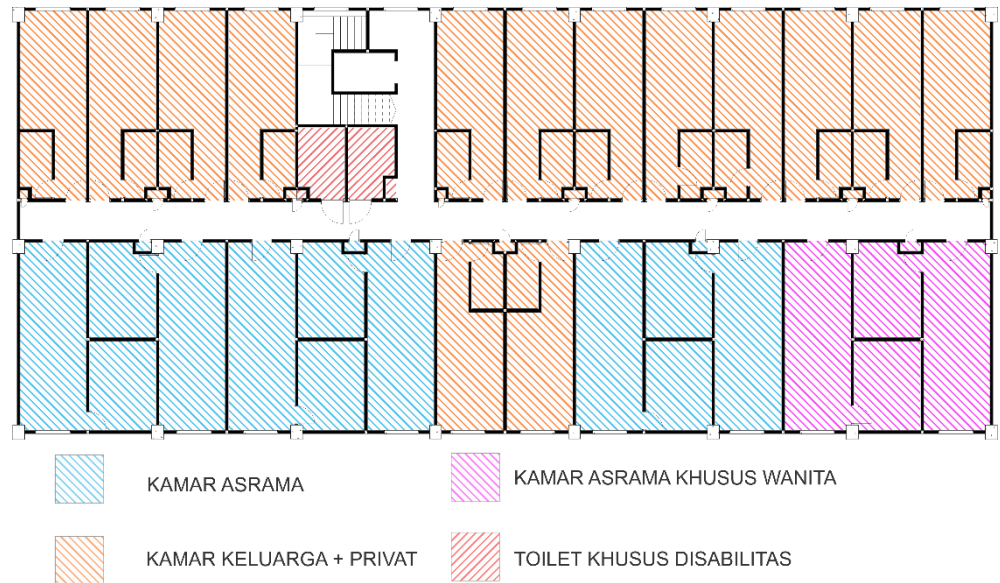 KAMAR ASRAMA
KAMAR ASRAMA KHUSUS WANITA
KAMAR KELUARGA + PRIVAT
TOILET KHUSUS DISABILITAS